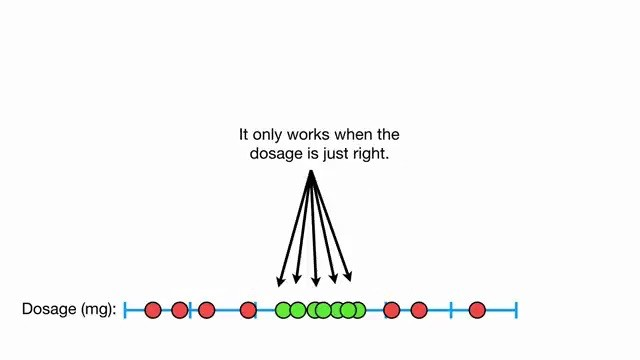 It only works when the
dosage is just right.
Dosage (mg):